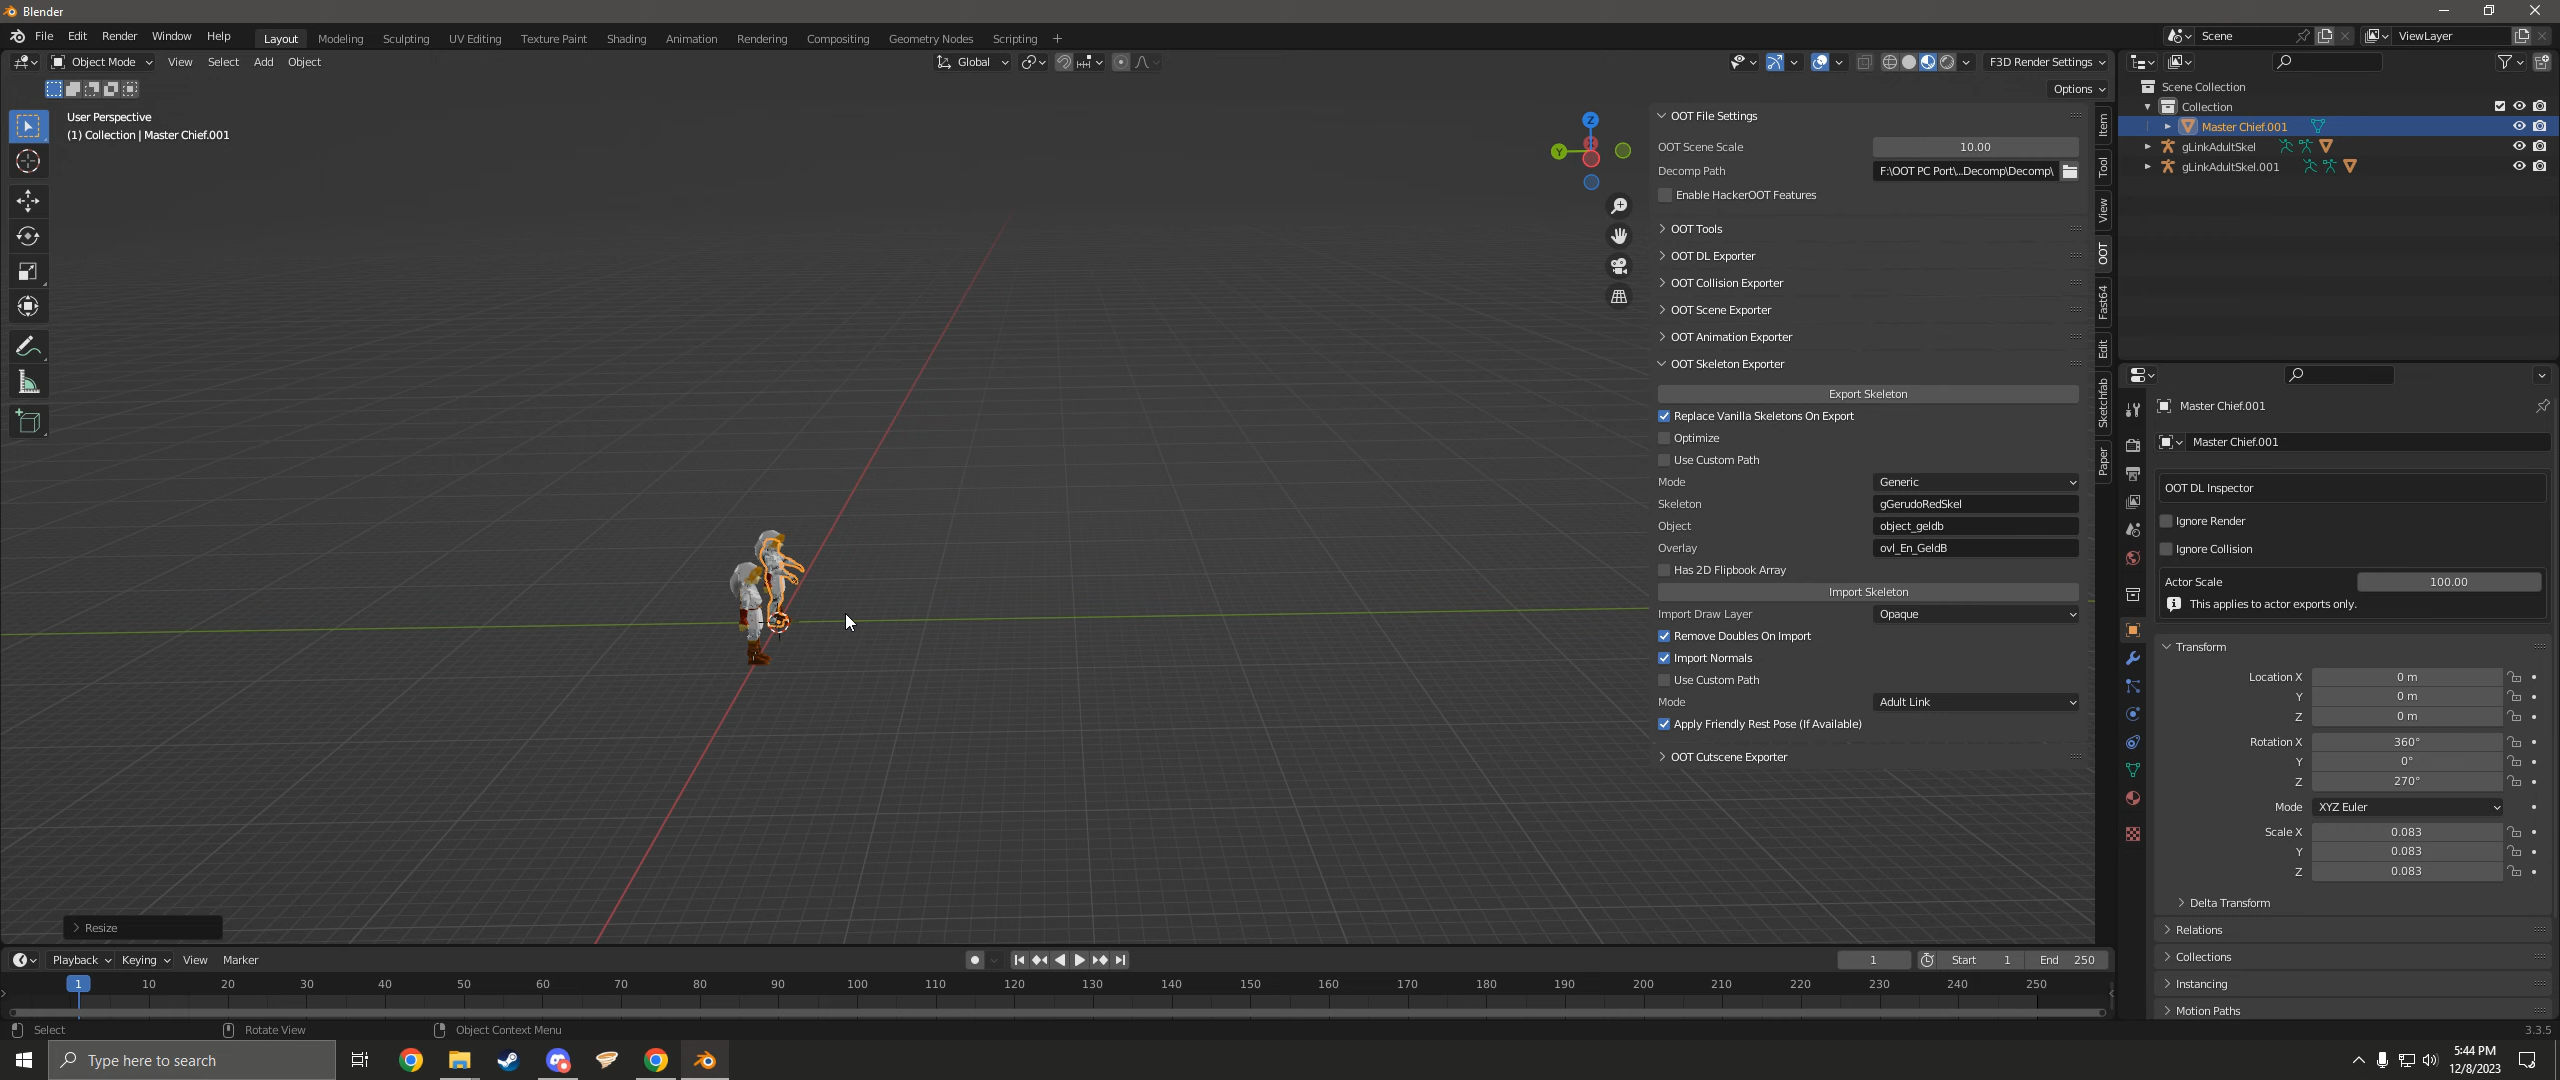 Blender
File Edit Render Window Help
Layout Modeling Sculpting UV Editing Texture Paint Shading Animation Rendering Compositing Geometry Nodes Scripting +
Scene
ViewLayer
Object Mode View Select Add Object
Global
F3D Render Settings
Options
User Perspective
(1) Collection | Master Chief.001
Z
Y
OOT File Settings
OOT Scene Scale 10.00
Decomp Path F:\OOT PC Port\...Decomp\Decomp\
Enable HackerOOT Features
OOT Tools
OOT DL Exporter
OOT Collision Exporter
OOT Scene Exporter
OOT Animation Exporter
OOT Skeleton Exporter
Export Skeleton
Replace Vanilla Skeletons On Export
Optimize
Use Custom Path
Mode Generic
Skeleton gGerudoRedSkel
Object object_geldb
Overlay ovl_En_GeldB
Has 2D Flipbook Array
Import Skeleton
Import Draw Layer Opaque
Remove Doubles On Import
Import Normals
Use Custom Path
Mode Adult Link
Apply Friendly Rest Pose (If Available)
OOT Cutscene Exporter
Item
Tool
View
OOT
Fast64
Edit
Sketchfab
Paper
Scene Collection
Collection
Master Chief.001
gLinkAdultSkel
gLinkAdultSkel.001
Master Chief.001
Master Chief.001
OOT DL Inspector
Ignore Render
Ignore Collision
Actor Scale 100.00
This applies to actor exports only.
Transform
Location X 0 m
Y 0 m
Z 0 m
Rotation X 360°
Y 0°
Z 270°
Mode XYZ Euler
Scale X 0.083
Y 0.083
Z 0.083
Delta Transform
Relations
Collections
Instancing
Motion Paths
Resize
Playback Keying View Marker
1 Start 1 End 250
1 10 20 30 40 50 60 70 80 90 100 110 120 130 140 150 160 170 180 190 200 210 220 230 240 250
Select Rotate View Object Context Menu
3.3.5
Type here to search
5:44 PM
12/8/2023